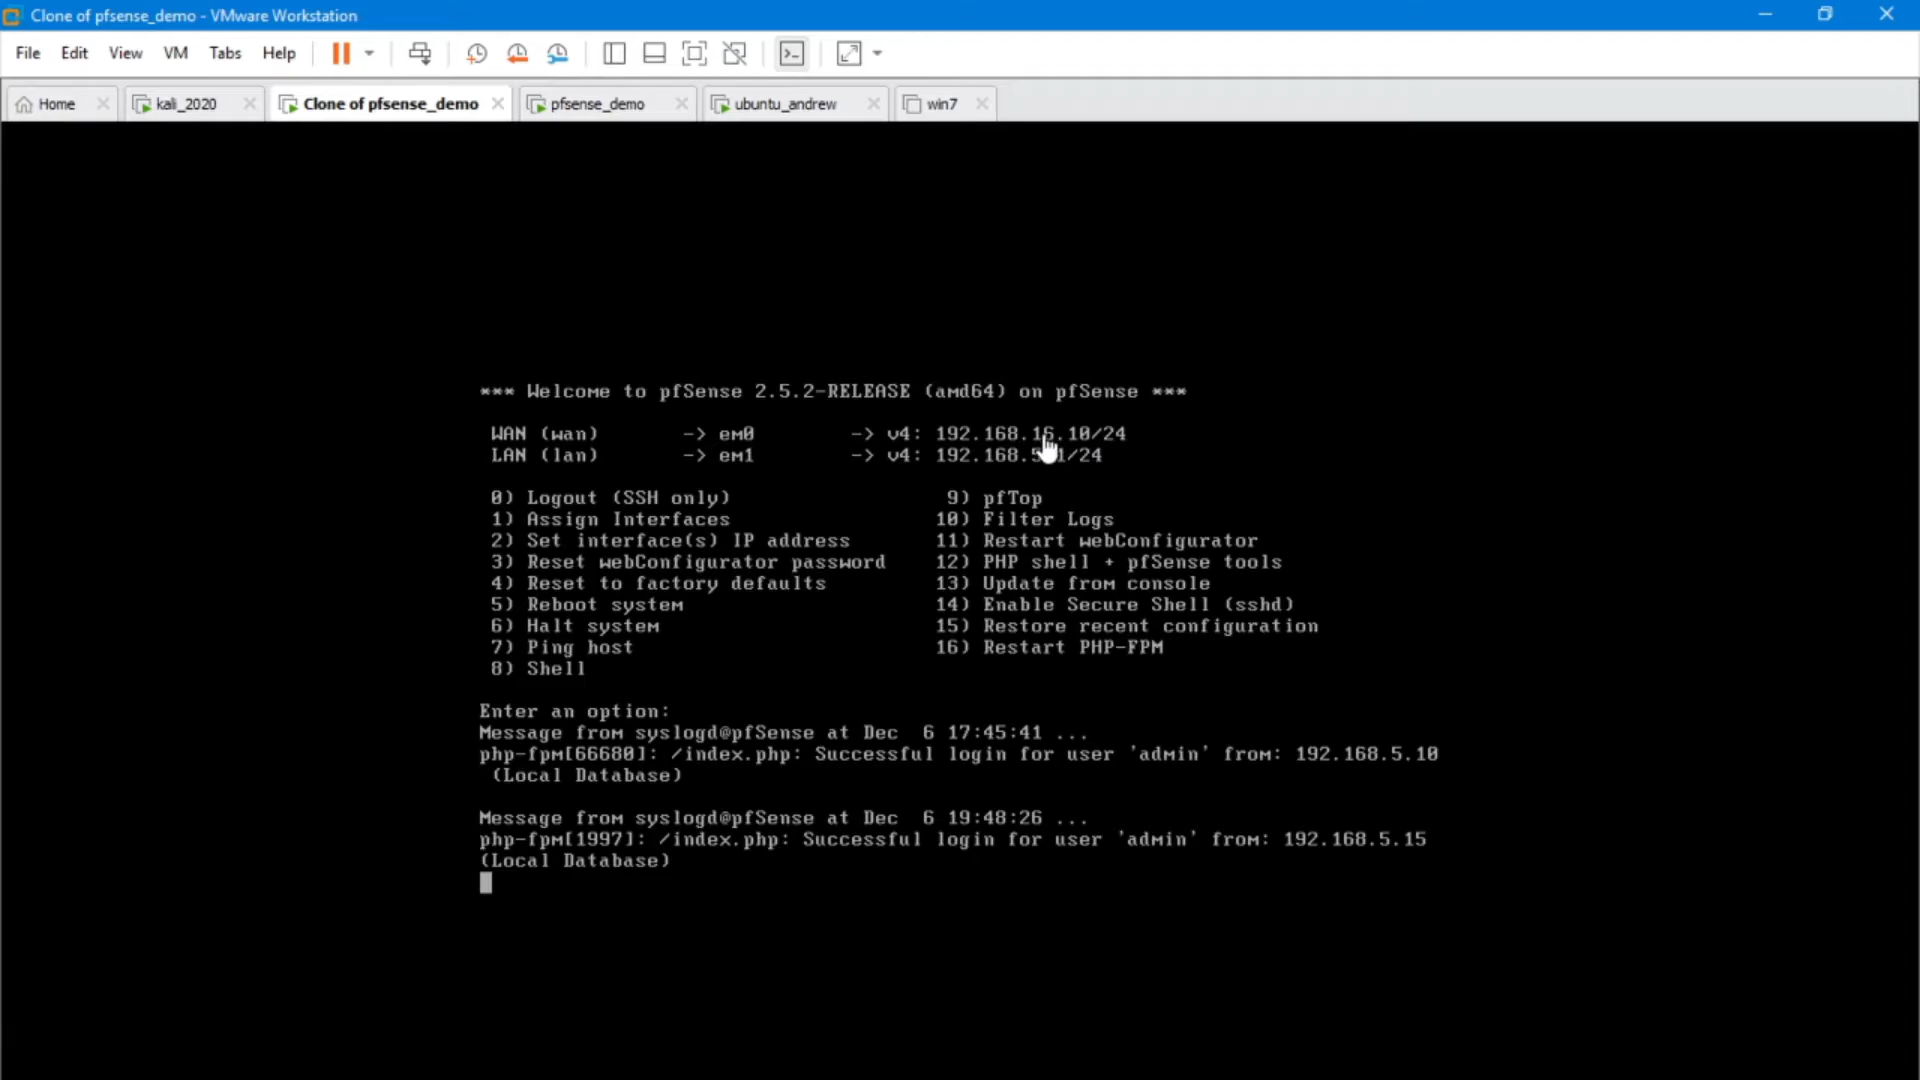 Clone of pfsense_demo - VMware Workstation
File Edit View VM Tabs Help
Home kali_2020 Clone of pfsense_demo pfsense_demo ubuntu_andrew win7
*** Welcome to pfSense 2.5.2-RELEASE (amd64) on pfSense ***
WAN (wan) -> em0 -> v4: 192.168.16.10/24
LAN (lan) -> em1 -> v4:
0) Logout (SSH only) 9) pfTop
1) Assign Interfaces 10) Filter Logs
2) Set interface(s) IP address 11) Restart webConfigurator
3) Reset webConfigurator password 12) PHP shell + pfSense tools
4) Reset to factory defaults 13) Update from console
5) Reboot system 14) Enable Secure Shell (sshd)
6) Halt system 15) Restore recent configuration
7) Ping host 16) Restart PHP-FPM
8) Shell
Enter an option:
Message from syslogd@pfSense at Dec 6 17:45:41 ...
php-fpm[66680]: /index.php: Successful login for user 'admin' from: 192.168.5.10
(Local Database)
Message from syslogd@pfSense at Dec 6 19:48:26 ...
php-fpm[1997]: /index.php: Successful login for user 'admin' from: 192.168.5.15
(Local Database)